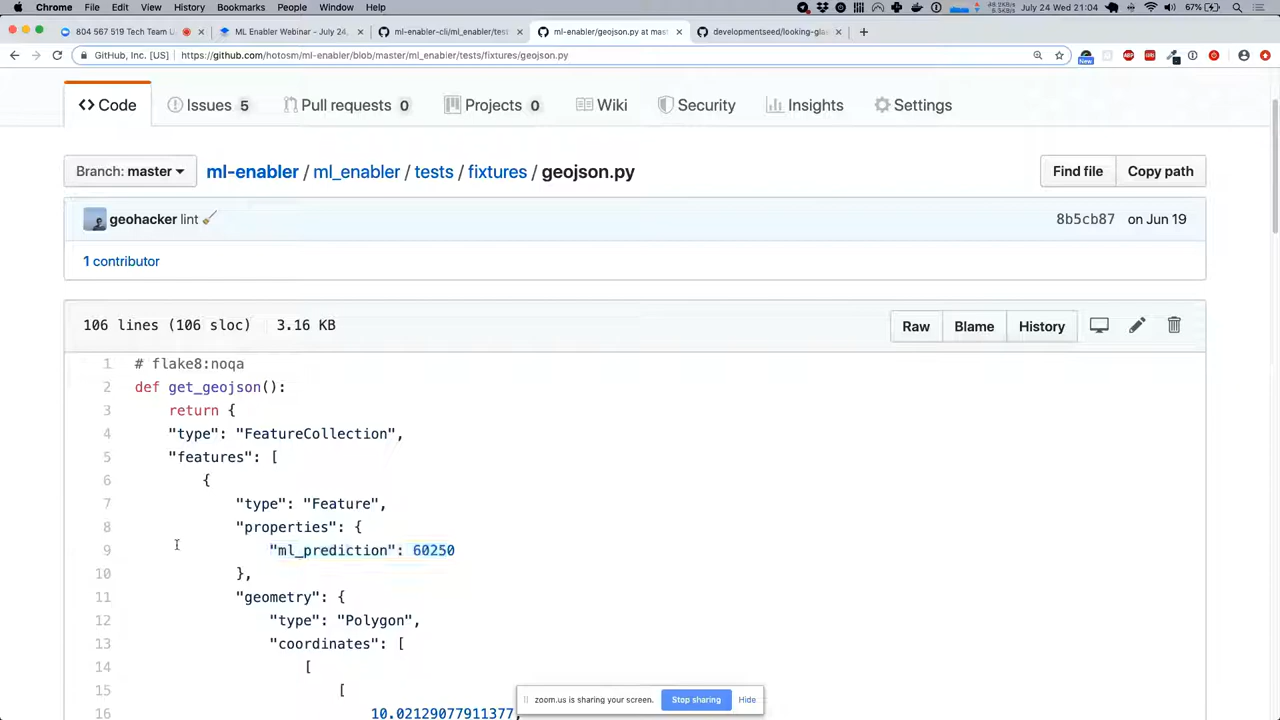 Chrome File Edit View History Bookmarks People Window Help 67% July 24 Wed 21:04
804 567 519 Tech Team U ML Enabler Webinar - July 24, ml-enabler-cli/ml_enabler/test ml-enabler/geojson.py at mast developmentseed/looking-glas
GitHub, Inc. [US] https://github.com/hotosm/ml-enabler/blob/master/ml_enabler/tests/fixtures/geojson.py
New
Code Issues 5 Pull requests 0 Projects 0 Wiki Security Insights Settings
Branch: master ml-enabler / ml_enabler / tests / fixtures / geojson.py Find file Copy path
geohacker lint 8b5cb87 on Jun 19
1 contributor
106 lines (106 sloc) 3.16 KB Raw Blame History
1 # flake8:noqa
2 def get_geojson():
3 return {
4 "type": "FeatureCollection",
5 "features": [
6 {
7 "type": "Feature",
8 "properties": {
9 "ml_prediction": 60250
10 },
11 "geometry": {
12 "type": "Polygon",
13 "coordinates": [
14 [
15 [
16 10.02129077911377,
zoom.us is sharing your screen. Stop sharing Hide